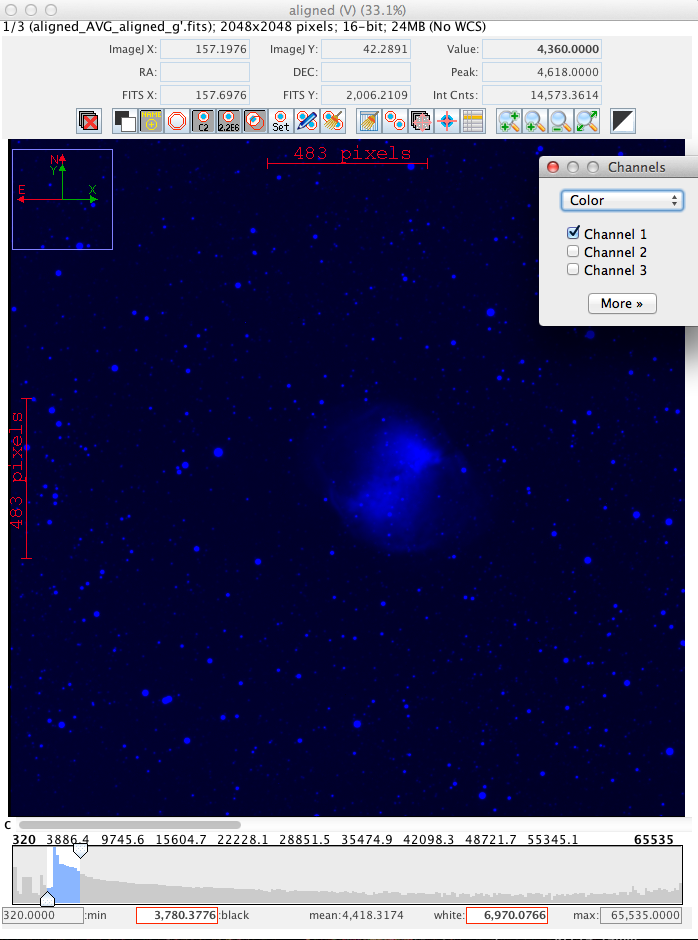 aligned (V) (33.1%)
1/3 (aligned_AVG_aligned_g'.fits); 2048x2048 pixels; 16-bit; 24MB (No WCS)
ImageJ X: 157.1976 ImageJ Y: 42.2891 Value: 4,360.0000
RA: DEC: Peak: 4,618.0000
FITS X: 157.6976 FITS Y: 2,006.2109 Int Cnts: 14,573.3614
NAME C2 2.2E6 Set
483 pixels
N
Y
E X
Channels
Color
Channel 1
Channel 2
Channel 3
More »
483 pixels
C
320 3886.4 9745.6 15604.7 22228.1 28851.5 35474.9 42098.3 48721.7 55345.1 65535
320.0000 :min 3,780.3776 :black mean:4,418.3174 white: 6,970.0766 max: 65,535.0000